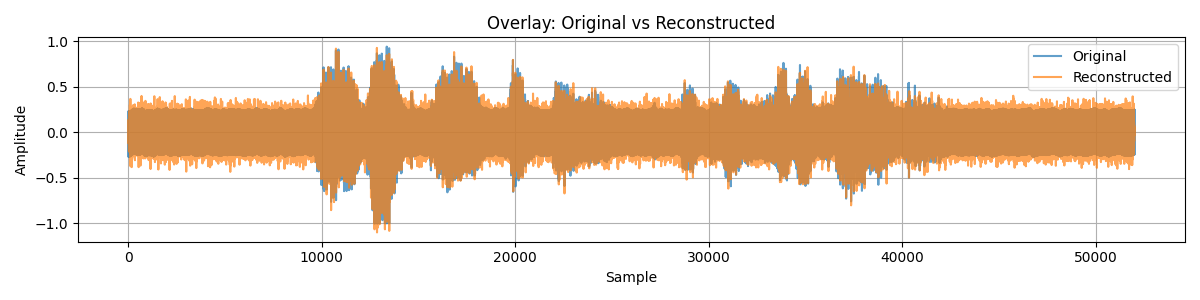 Overlay: Original vs Reconstructed
Amplitude
1.0
0.5
0.0
−0.5
−1.0
Original
Reconstructed
0
10000
20000
30000
40000
50000
Sample